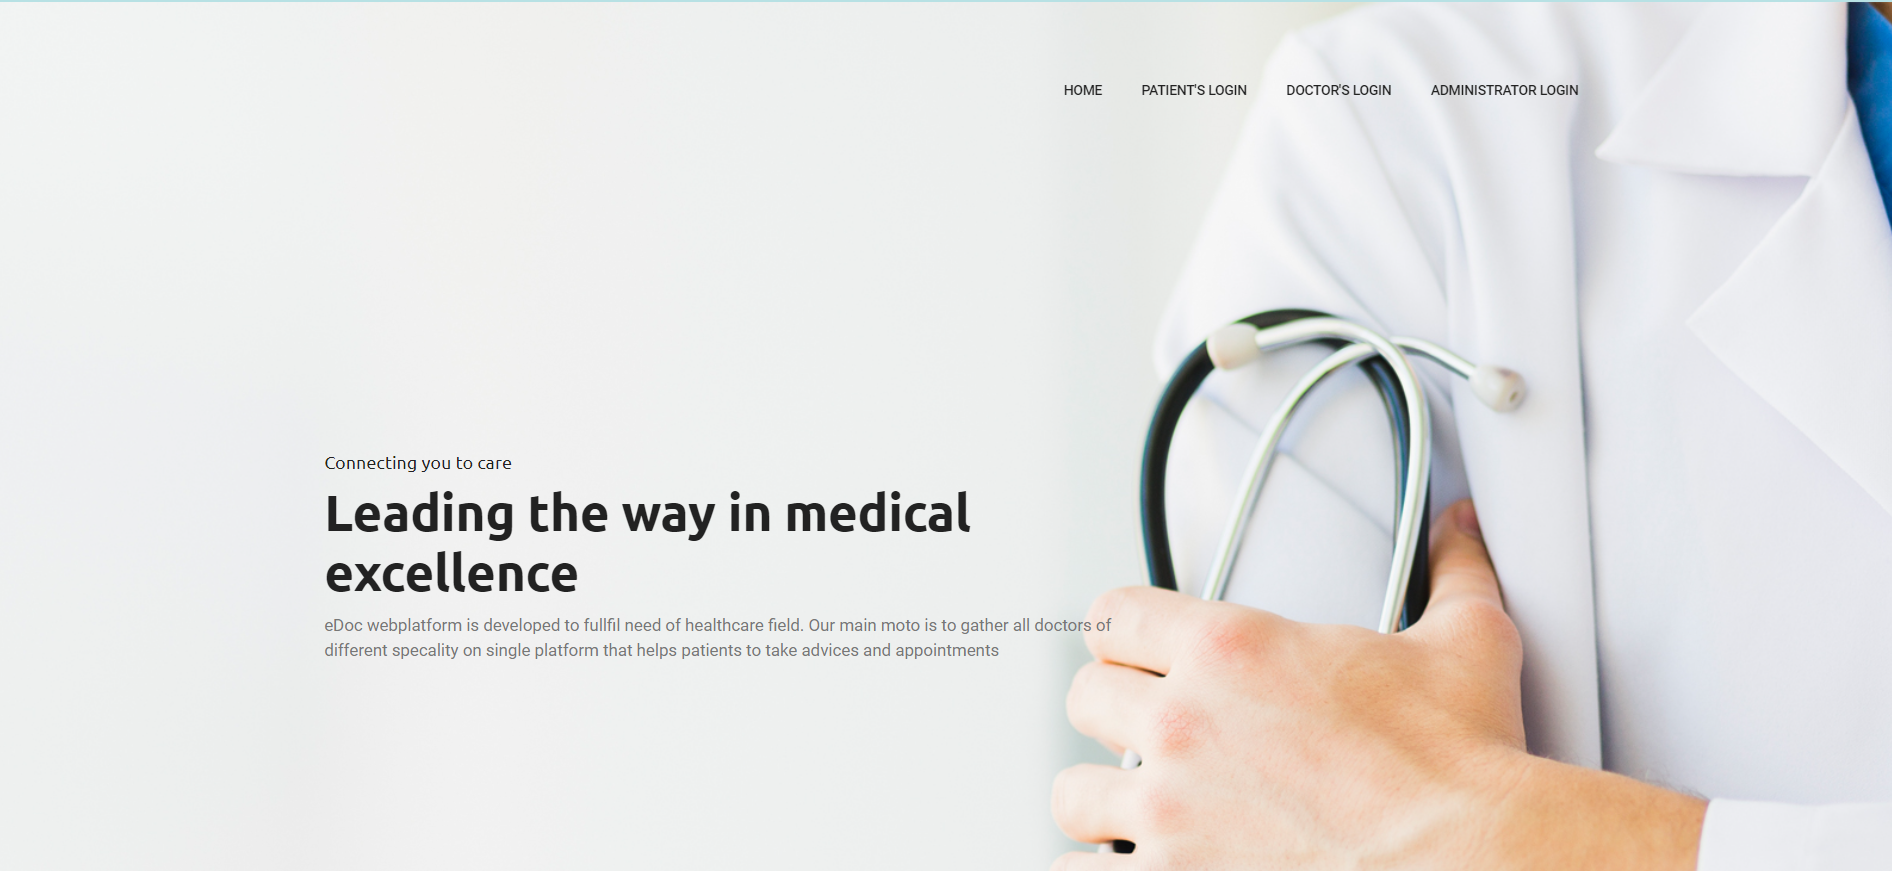 HOME PATIENT'S LOGIN DOCTOR'S LOGIN ADMINISTRATOR LOGIN
Connecting you to care
Leading the way in medical
excellence
eDoc webplatform is developed to fullfil need of healthcare field. Our main moto is to gather all doctors of
different specality on single platform that helps patients to take advices and appointments